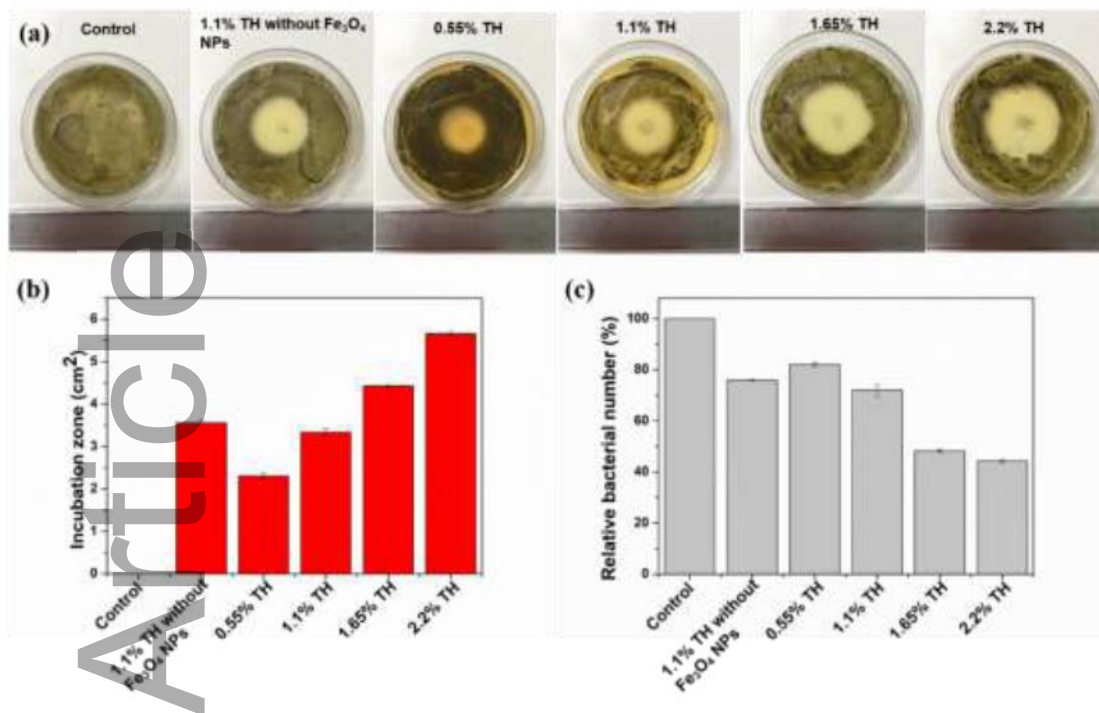 (a)
Control
1.1% TH without Fe₃O₄
NPs
0.55% TH
1.1% TH
1.65% TH
2.2% TH
(b)
Incubation zone (cm²)
6
5
4
3
2
1
0
Control
1.1% TH without
Fe₃O₄ NPs
0.55% TH
1.1% TH
1.65% TH
2.2% TH
(c)
Relative bacterial number (%)
100
80
60
40
20
0
Control
1.1% TH without
Fe₃O₄ NPs
0.55% TH
1.1% TH
1.65% TH
2.2% TH
Article